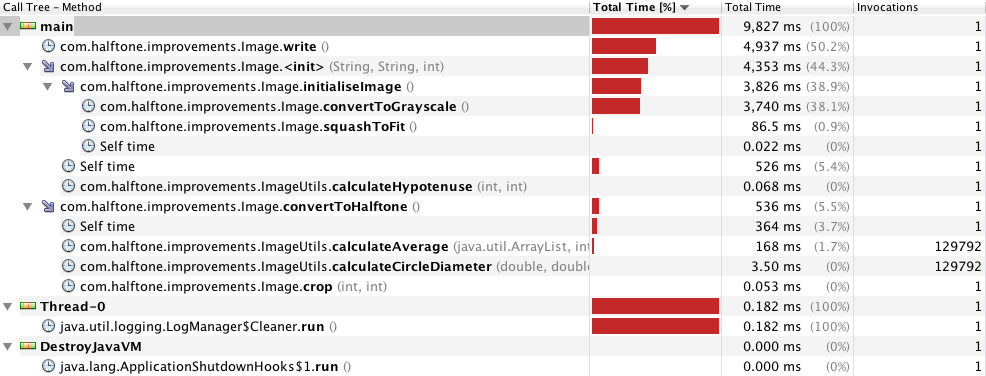 Call Tree - Method Total Time [%] Total Time Invocations
main 9,827 ms (100%) 1
com.halftone.improvements.Image.write () 4,937 ms (50.2%) 1
com.halftone.improvements.Image.<init> (String, String, int) 4,353 ms (44.3%) 1
com.halftone.improvements.Image.initialiseImage () 3,826 ms (38.9%) 1
com.halftone.improvements.Image.convertToGrayscale () 3,740 ms (38.1%) 1
com.halftone.improvements.Image.squashToFit () 86.5 ms (0.9%) 1
Self time 0.022 ms (0%) 1
Self time 526 ms (5.4%) 1
com.halftone.improvements.ImageUtils.calculateHypotenuse (int, int) 0.068 ms (0%) 1
com.halftone.improvements.Image.convertToHalftone () 536 ms (5.5%) 1
Self time 364 ms (3.7%) 1
com.halftone.improvements.ImageUtils.calculateAverage (java.util.ArrayList, int 168 ms (1.7%) 129792
com.halftone.improvements.ImageUtils.calculateCircleDiameter (double, double 3.50 ms (0%) 129792
com.halftone.improvements.Image.crop (int, int) 0.053 ms (0%) 1
Thread-0 0.182 ms (100%) 1
java.util.logging.LogManager$Cleaner.run () 0.182 ms (100%) 1
DestroyJavaVM 0.000 ms (0%) 1
java.lang.ApplicationShutdownHooks$1.run () 0.000 ms (0%) 1